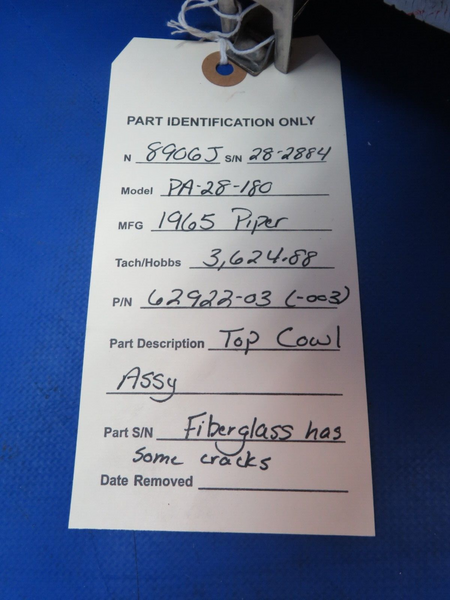 PART IDENTIFICATION ONLY
N 8906J S/N 28-2884
Model PA-28-180
MFG 1965 Piper
Tach/Hobbs 3,624.88
P/N 62922-03 (-003)
Part Description Top Cowl
Assy
Part S/N Fiberglass has
some cracks
Date Removed